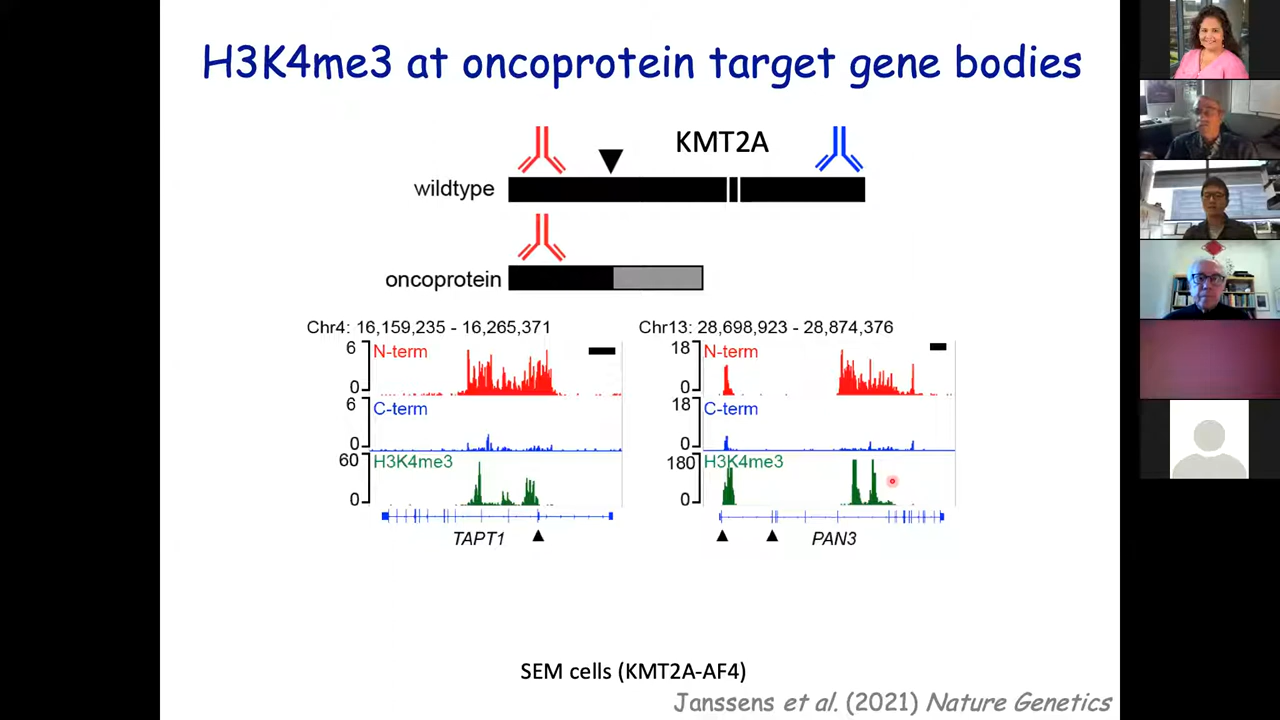 H3K4me3 at oncoprotein target gene bodies
KMT2A
wildtype
oncoprotein
Chr4: 16,159,235 - 16,265,371
6
N-term
0
6
C-term
0
60
H3K4me3
0
TAPT1
Chr13: 28,698,923 - 28,874,376
18
N-term
0
18
C-term
0
180
H3K4me3
0
PAN3
SEM cells (KMT2A-AF4)
Janssens et al. (2021) Nature Genetics